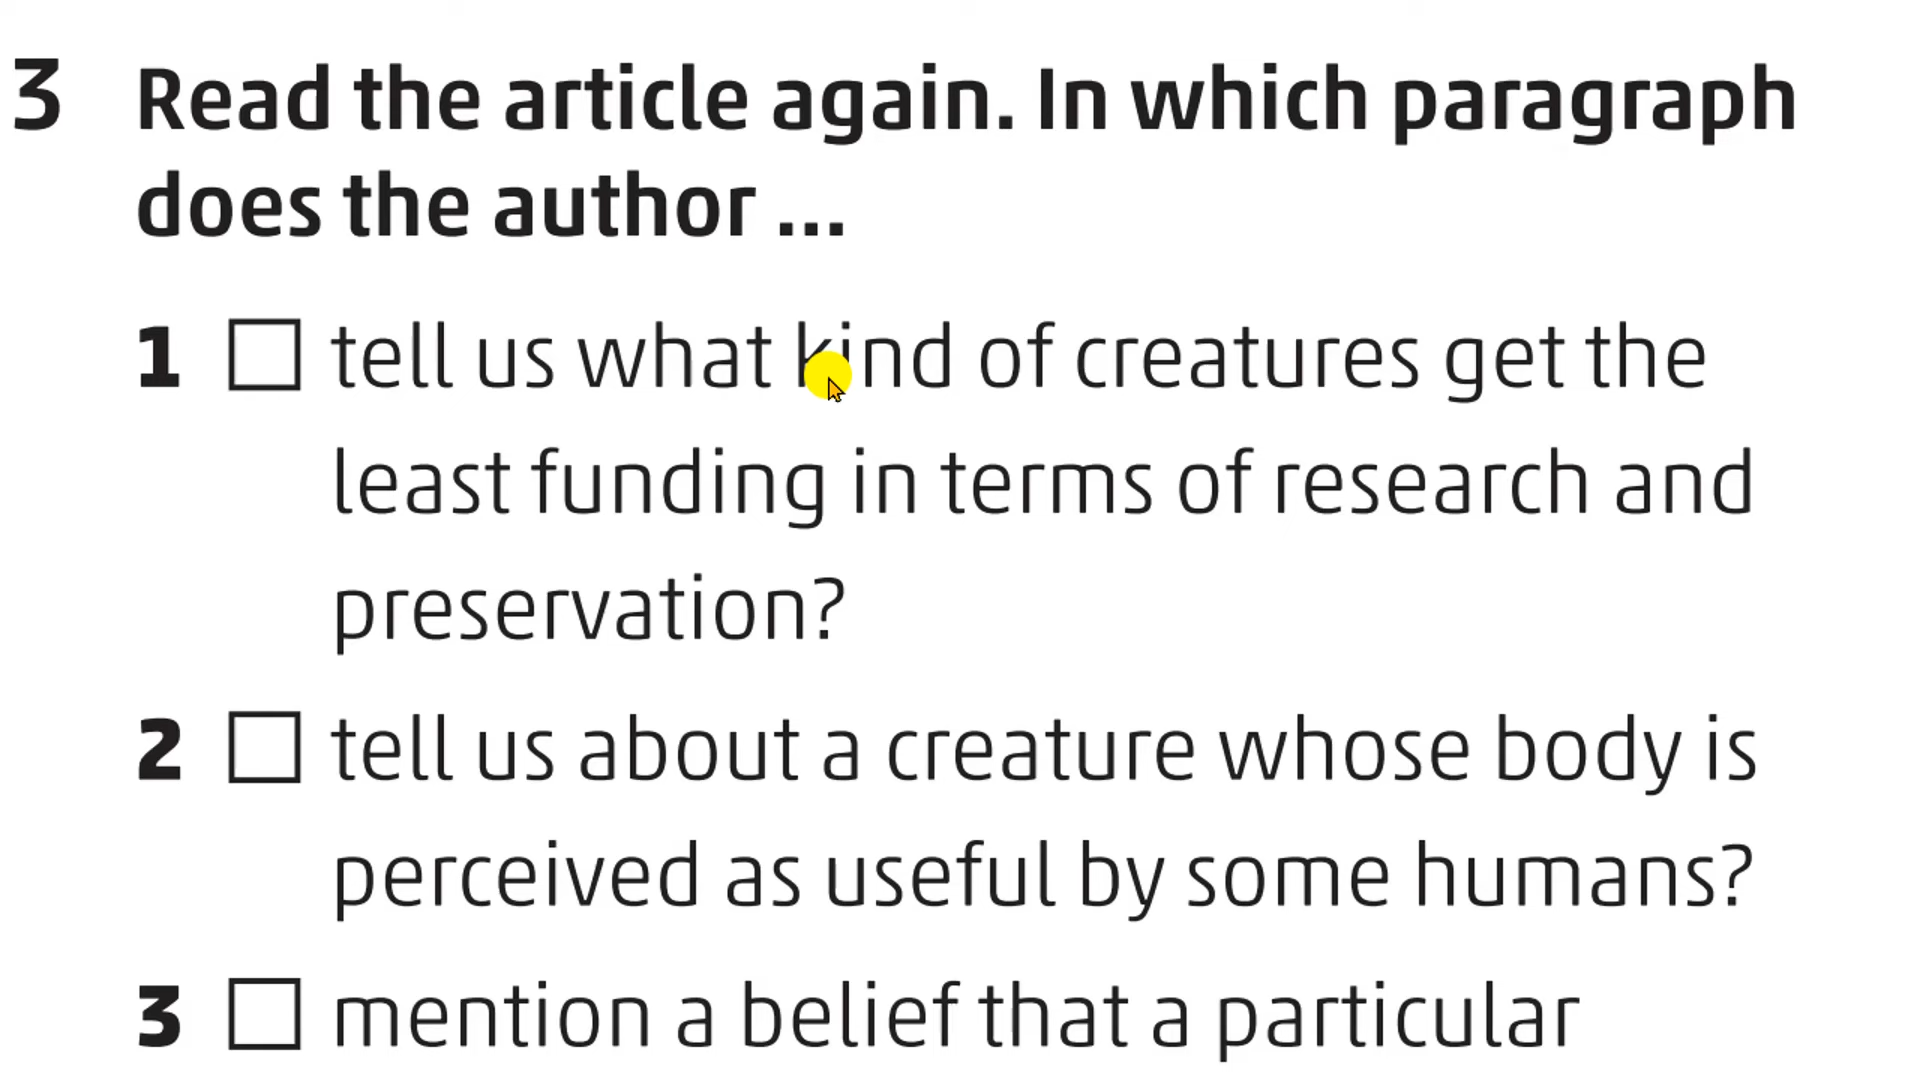 3 Read the article again. In which paragraph
does the author ...
1 tell us what kind of creatures get the
least funding in terms of research and
preservation?
2 tell us about a creature whose body is
perceived as useful by some humans?
3 mention a belief that a particular